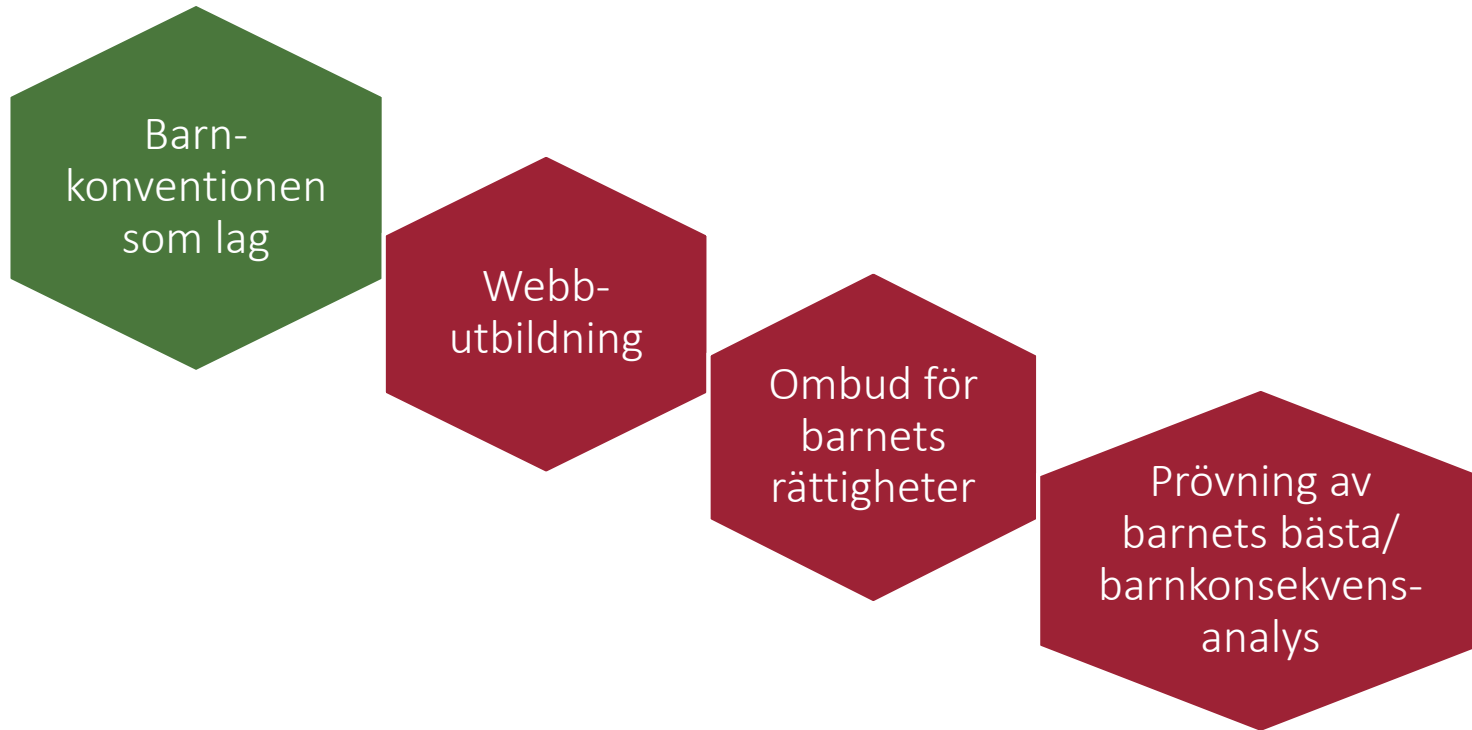 Barn-
konventionen
som lag
Webb-
utbildning
Ombud för
barnets
rättigheter
Prövning av
barnets bästa/
barnkonsekvens-
analys